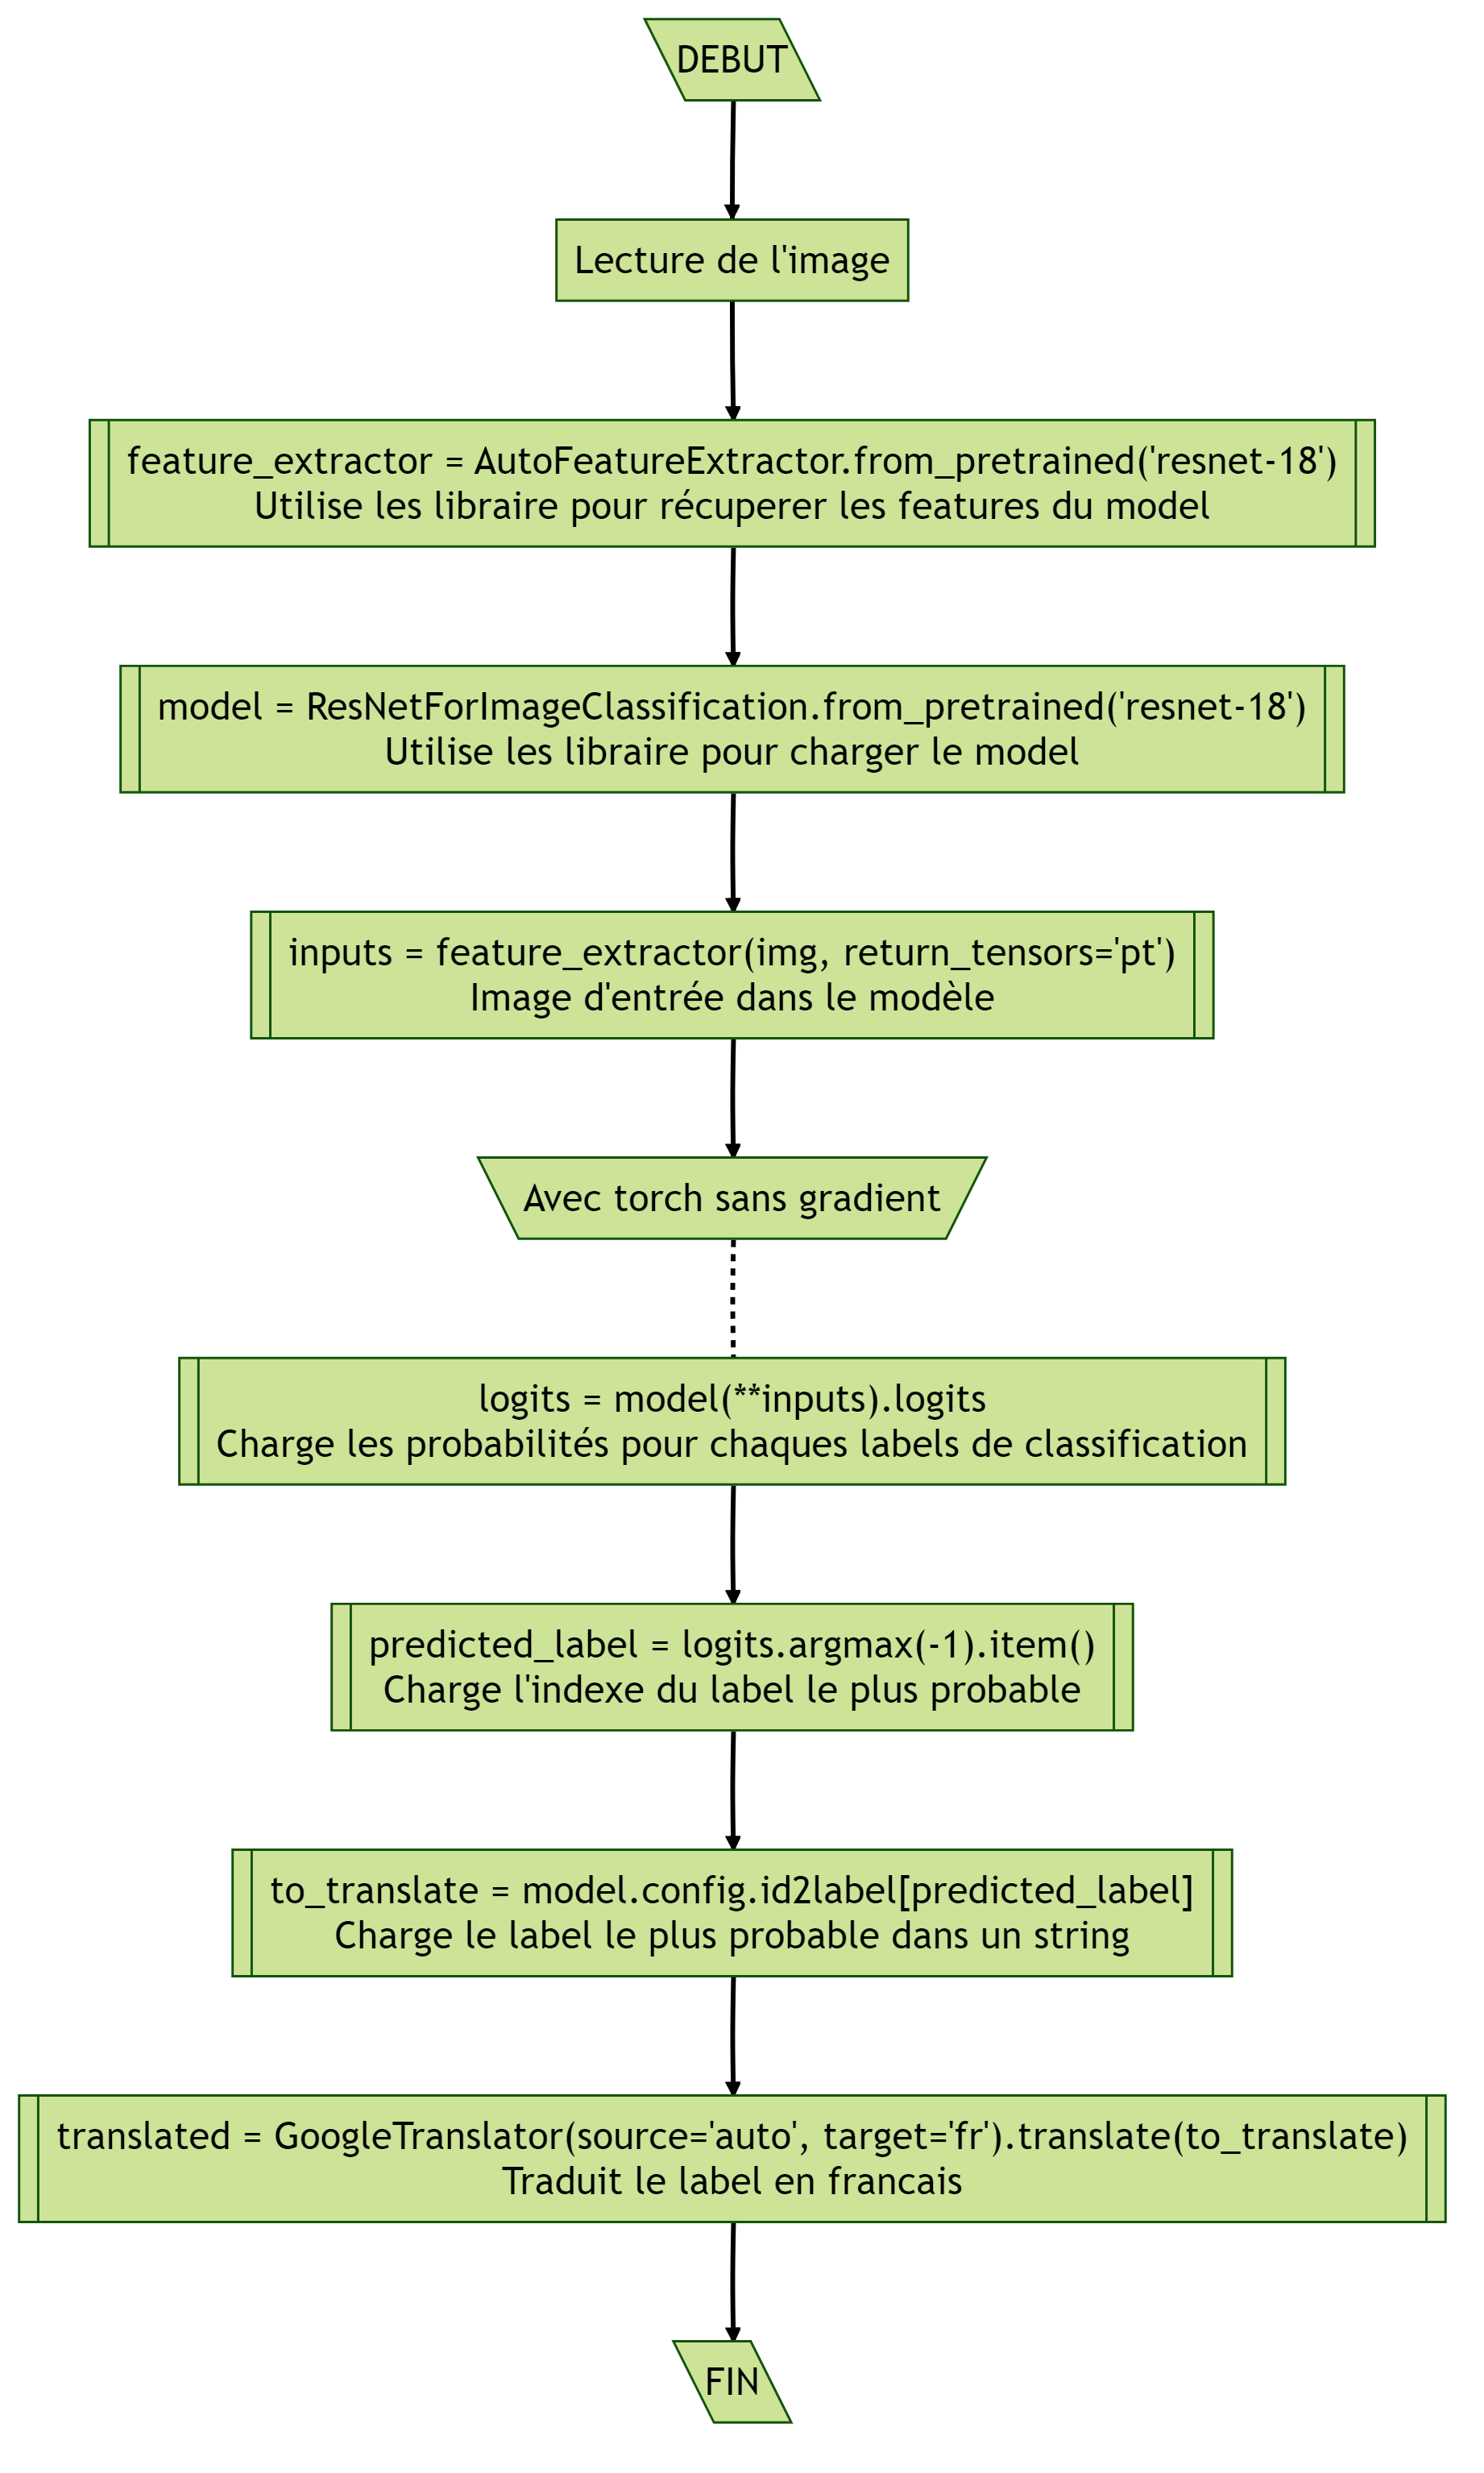 DEBUT
Lecture de l'image
feature_extractor = AutoFeatureExtractor.from_pretrained('resnet-18')
Utilise les libraire pour récuperer les features du model
model = ResNetForImageClassification.from_pretrained('resnet-18')
Utilise les libraire pour charger le model
inputs = feature_extractor(img, return_tensors='pt')
Image d'entrée dans le modèle
Avec torch sans gradient
logits = model(**inputs).logits
Charge les probabilités pour chaques labels de classification
predicted_label = logits.argmax(-1).item()
Charge l'indexe du label le plus probable
to_translate = model.config.id2label[predicted_label]
Charge le label le plus probable dans un string
translated = GoogleTranslator(source='auto', target='fr').translate(to_translate)
Traduit le label en francais
FIN